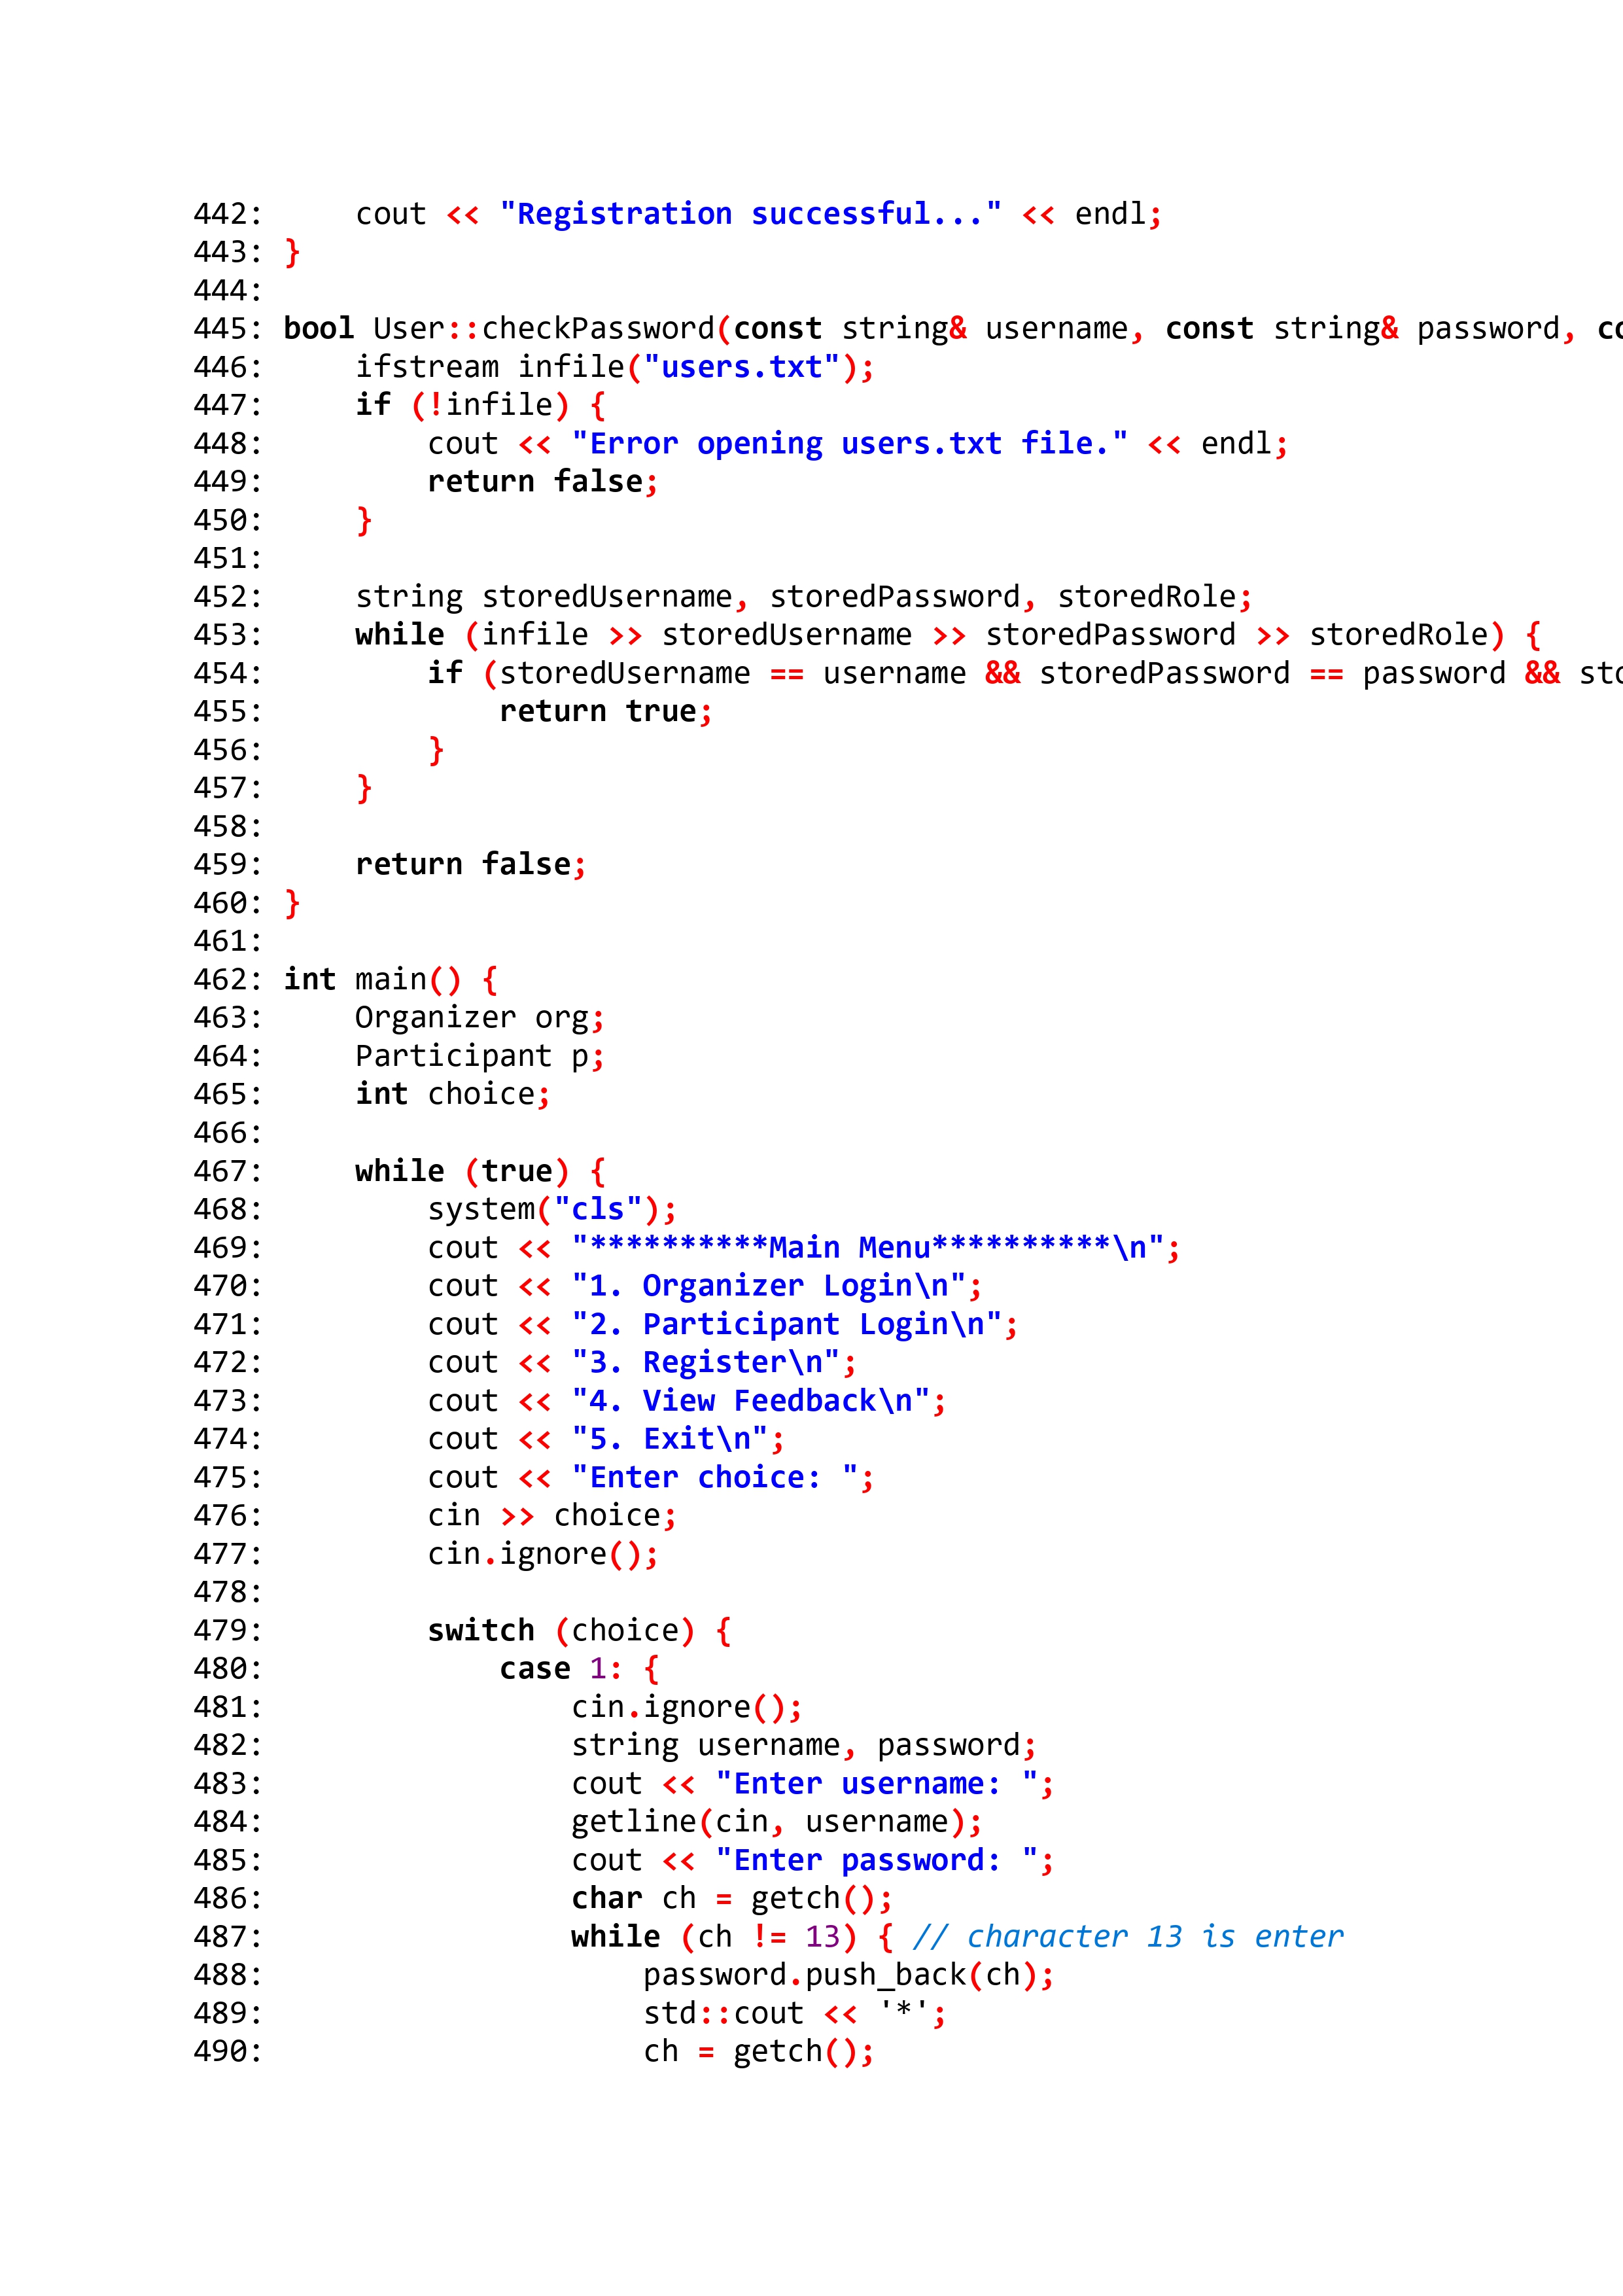 442:     cout << "Registration successful..." << endl;
443: }
444:
445: bool User::checkPassword(const string& username, const string& password, co
446:     ifstream infile("users.txt");
447:     if (!infile) {
448:         cout << "Error opening users.txt file." << endl;
449:         return false;
450:     }
451:
452:     string storedUsername, storedPassword, storedRole;
453:     while (infile >> storedUsername >> storedPassword >> storedRole) {
454:         if (storedUsername == username && storedPassword == password && sto
455:             return true;
456:         }
457:     }
458:
459:     return false;
460: }
461:
462: int main() {
463:     Organizer org;
464:     Participant p;
465:     int choice;
466:
467:     while (true) {
468:         system("cls");
469:         cout << "**********Main Menu**********\n";
470:         cout << "1. Organizer Login\n";
471:         cout << "2. Participant Login\n";
472:         cout << "3. Register\n";
473:         cout << "4. View Feedback\n";
474:         cout << "5. Exit\n";
475:         cout << "Enter choice: ";
476:         cin >> choice;
477:         cin.ignore();
478:
479:         switch (choice) {
480:             case 1: {
481:                 cin.ignore();
482:                 string username, password;
483:                 cout << "Enter username: ";
484:                 getline(cin, username);
485:                 cout << "Enter password: ";
486:                 char ch = getch();
487:                 while (ch != 13) { // character 13 is enter
488:                     password.push_back(ch);
489:                     std::cout << '*';
490:                     ch = getch();